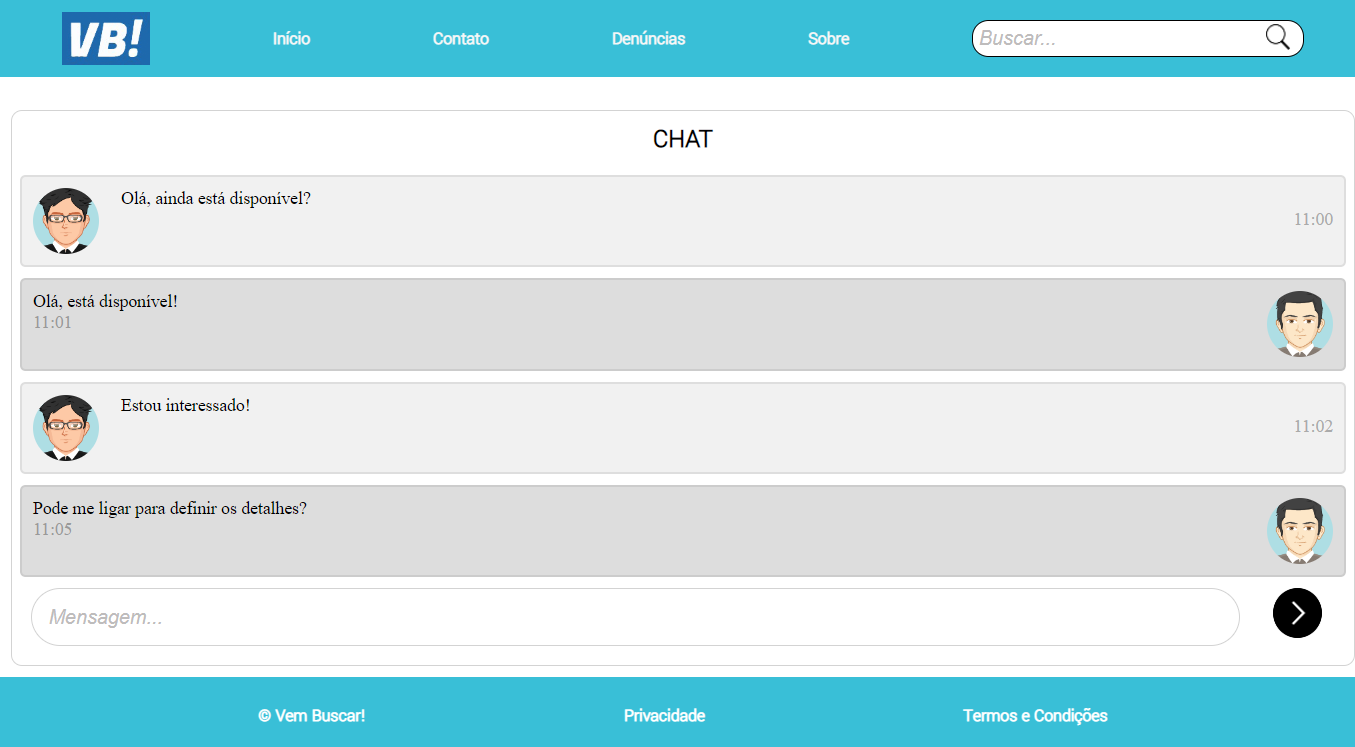 VB!
Início
Contato
Denúncias
Sobre
Buscar...
CHAT
Olá, ainda está disponível?
11:00
Olá, está disponível!
11:01
Estou interessado!
11:02
Pode me ligar para definir os detalhes?
11:05
Mensagem...
© Vem Buscar!
Privacidade
Termos e Condições